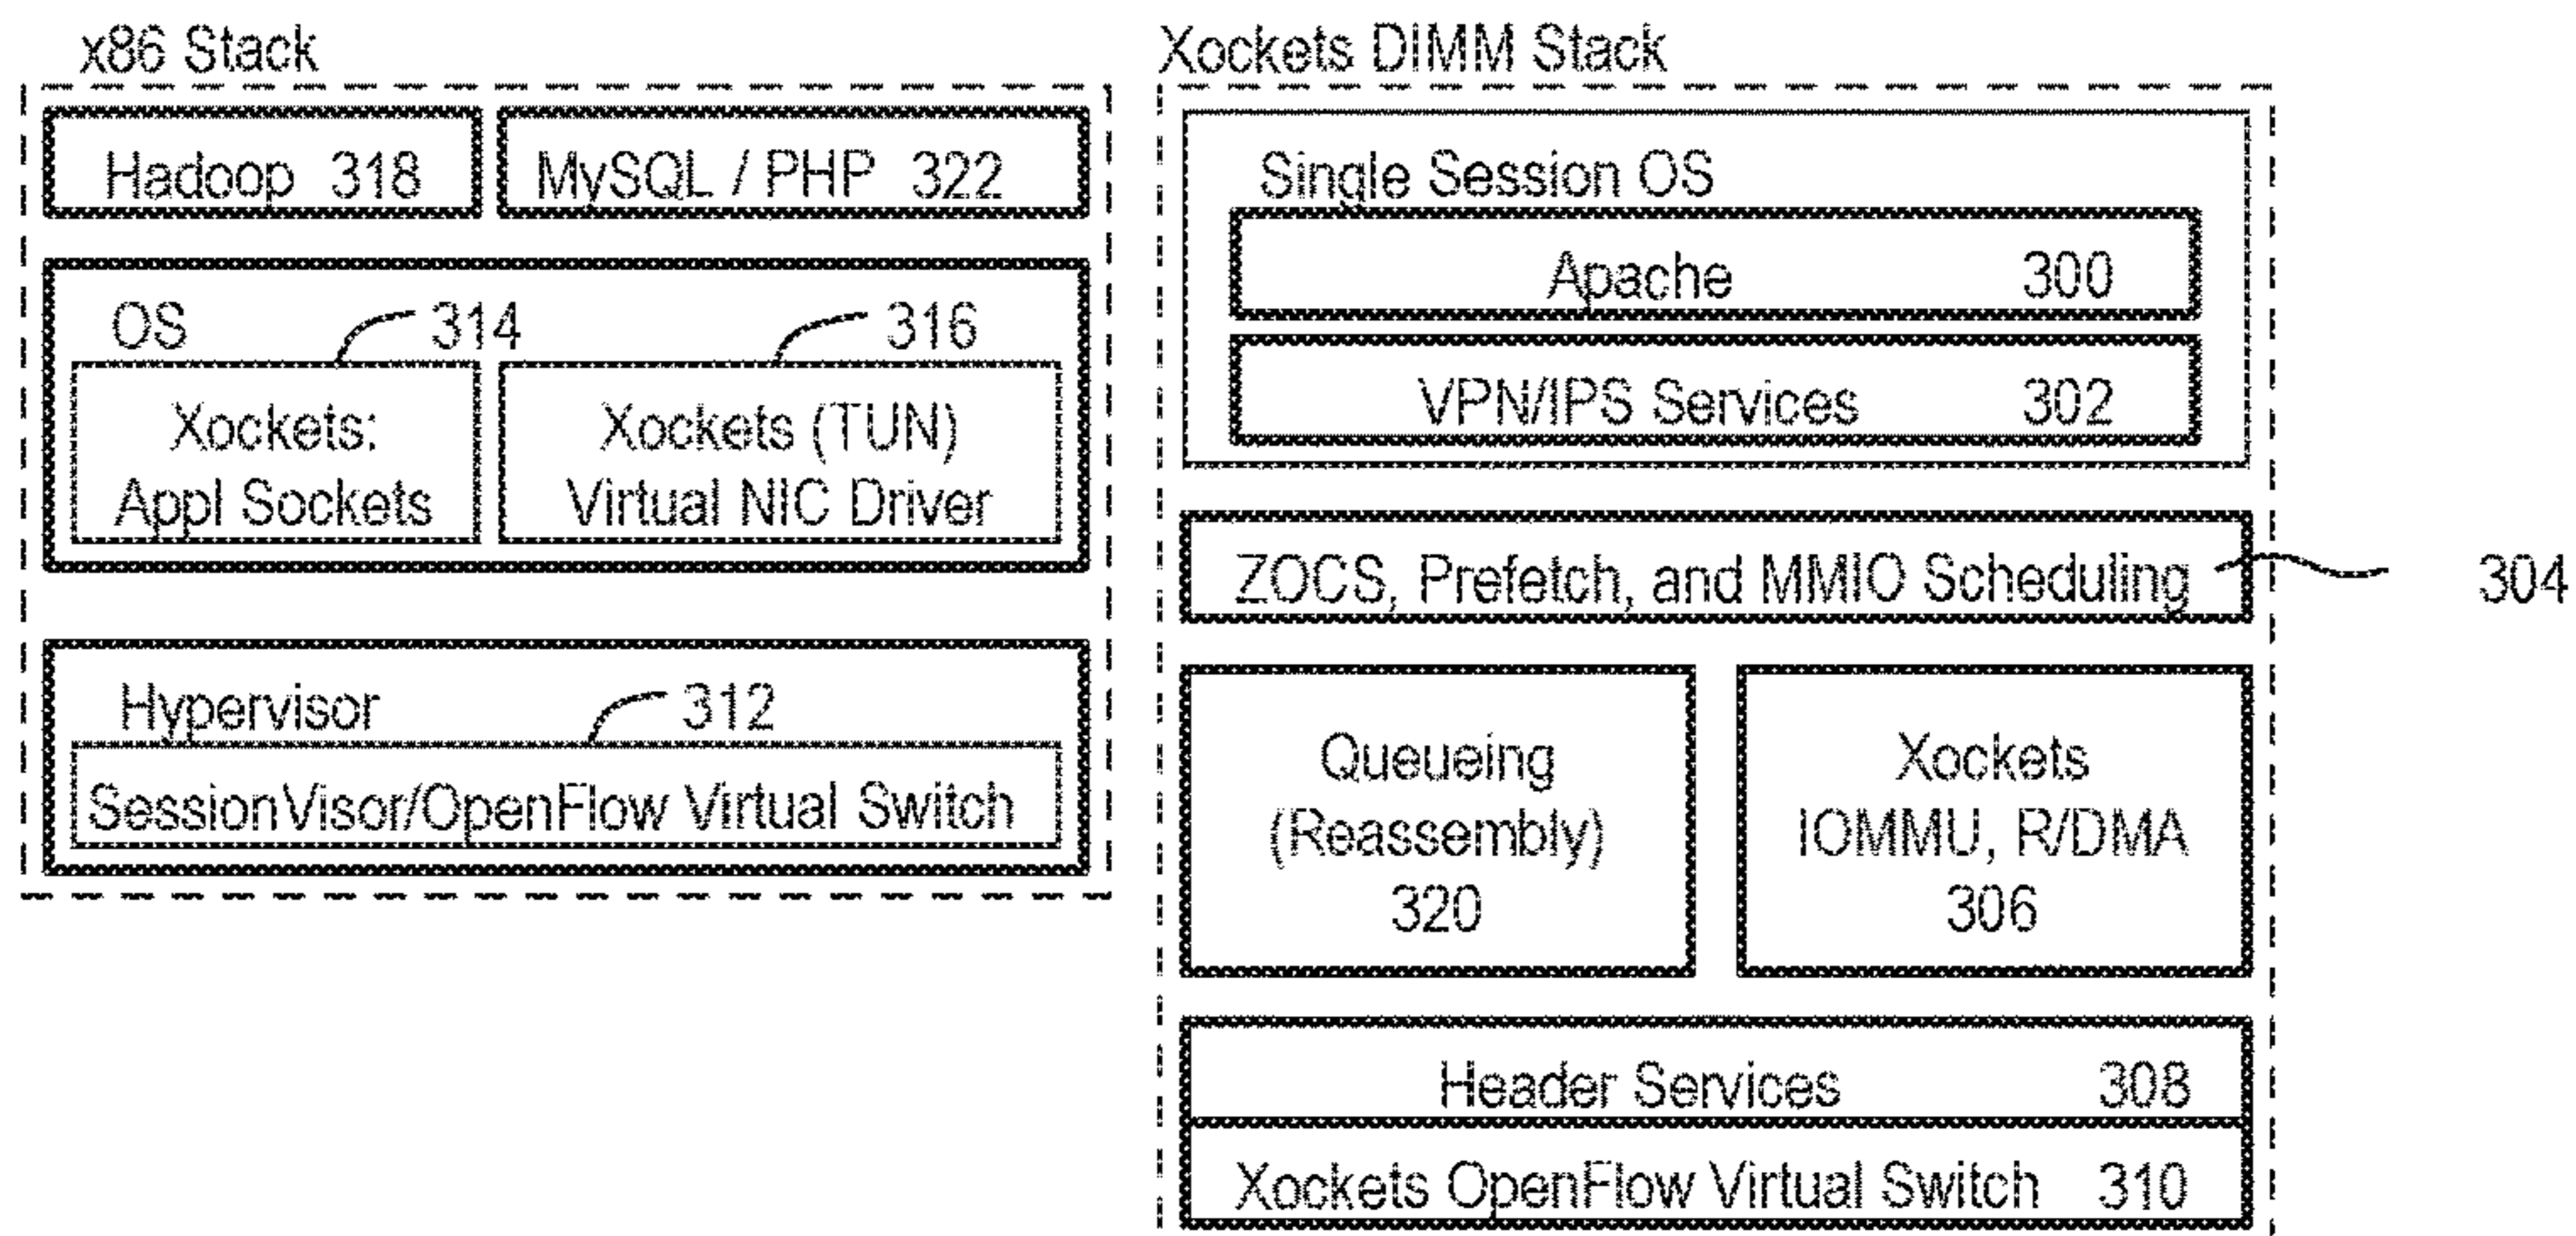 x86 Stack
Hadoop 318
MySQL / PHP 322
OS
314
316
Xockets:
Appl Sockets
Xockets (TUN)
Virtual NIC Driver
Hypervisor
312
SessionVisor/OpenFlow Virtual Switch
Xockets DIMM Stack
Single Session OS
Apache 300
VPN/IPS Services 302
ZOCS, Prefetch, and MMIO Scheduling
304
Queueing
(Reassembly)
320
Xockets
IOMMU, R/DMA
306
Header Services 308
Xockets OpenFlow Virtual Switch 310